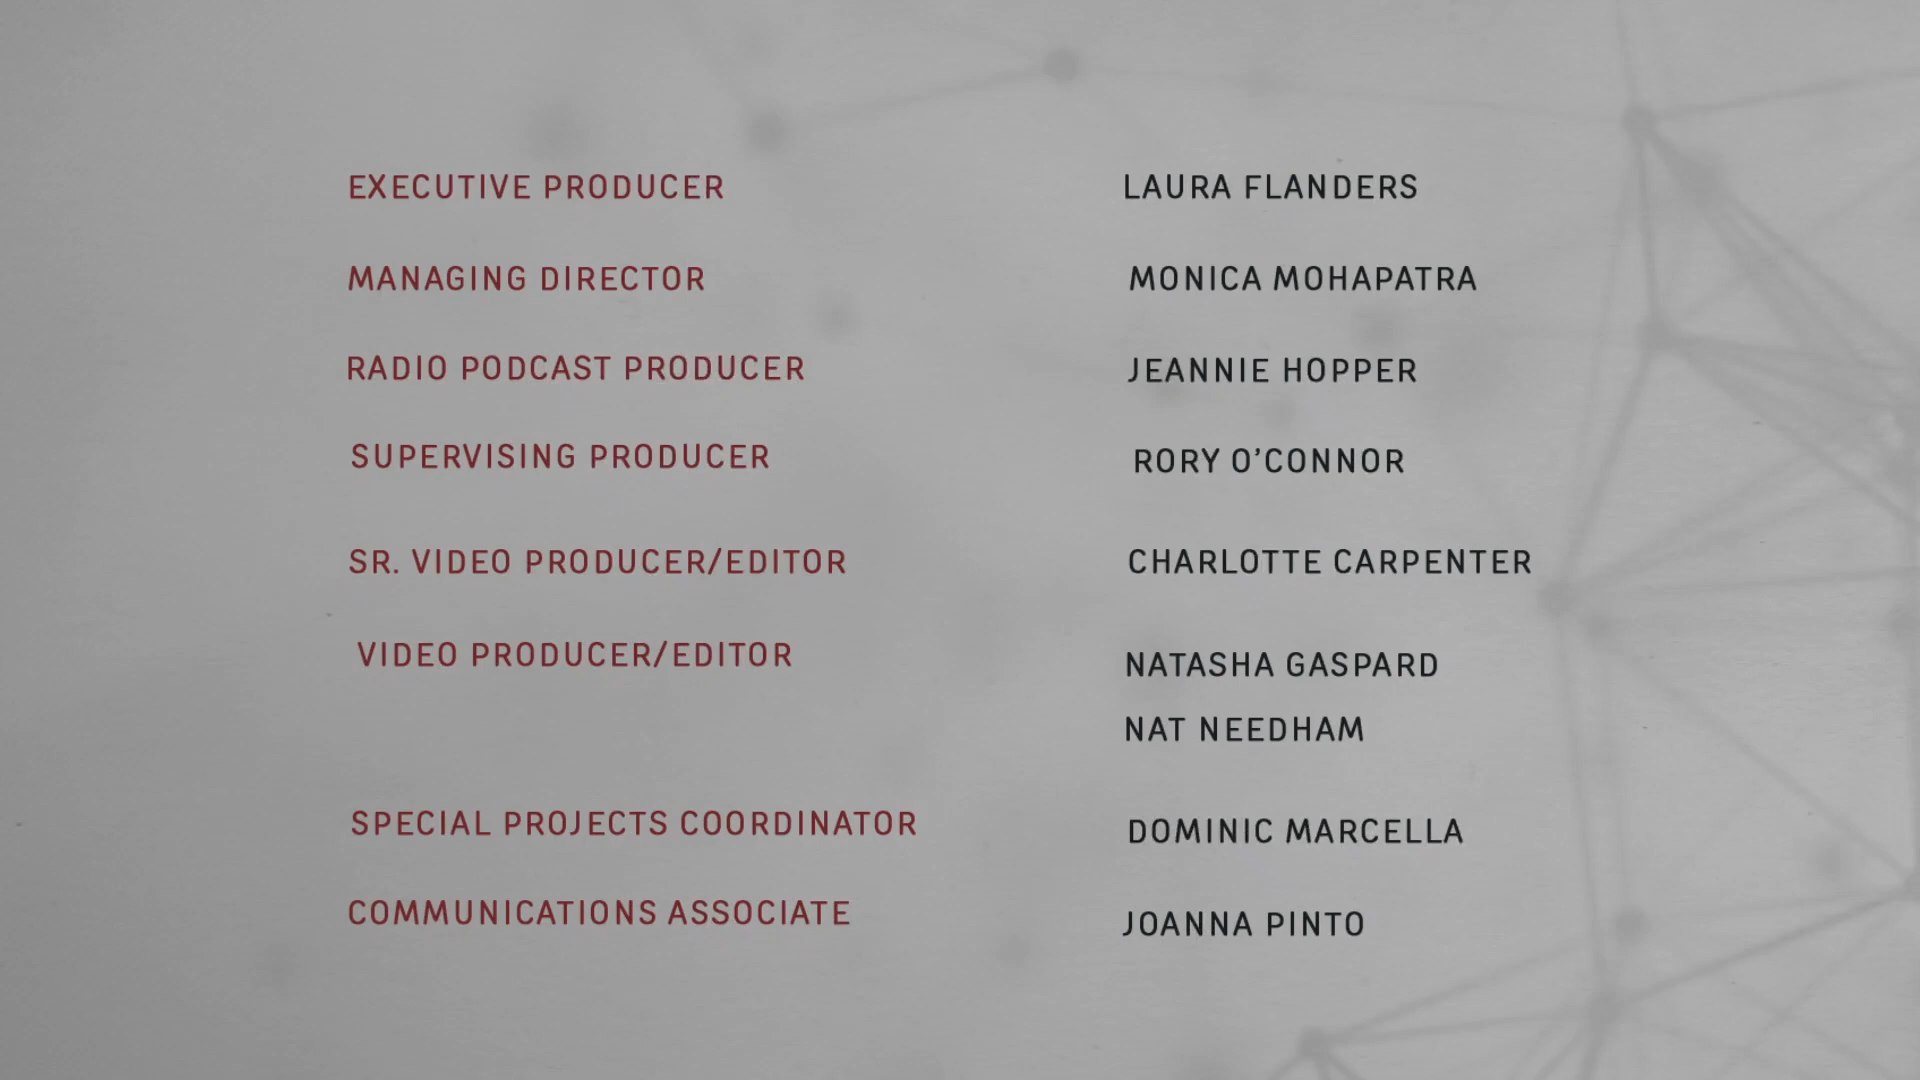 EXECUTIVE PRODUCER LAURA FLANDERS
MANAGING DIRECTOR MONICA MOHAPATRA
RADIO PODCAST PRODUCER JEANNIE HOPPER
SUPERVISING PRODUCER RORY O'CONNOR
SR. VIDEO PRODUCER/EDITOR CHARLOTTE CARPENTER
VIDEO PRODUCER/EDITOR NATASHA GASPARD
NAT NEEDHAM
SPECIAL PROJECTS COORDINATOR DOMINIC MARCELLA
COMMUNICATIONS ASSOCIATE JOANNA PINTO